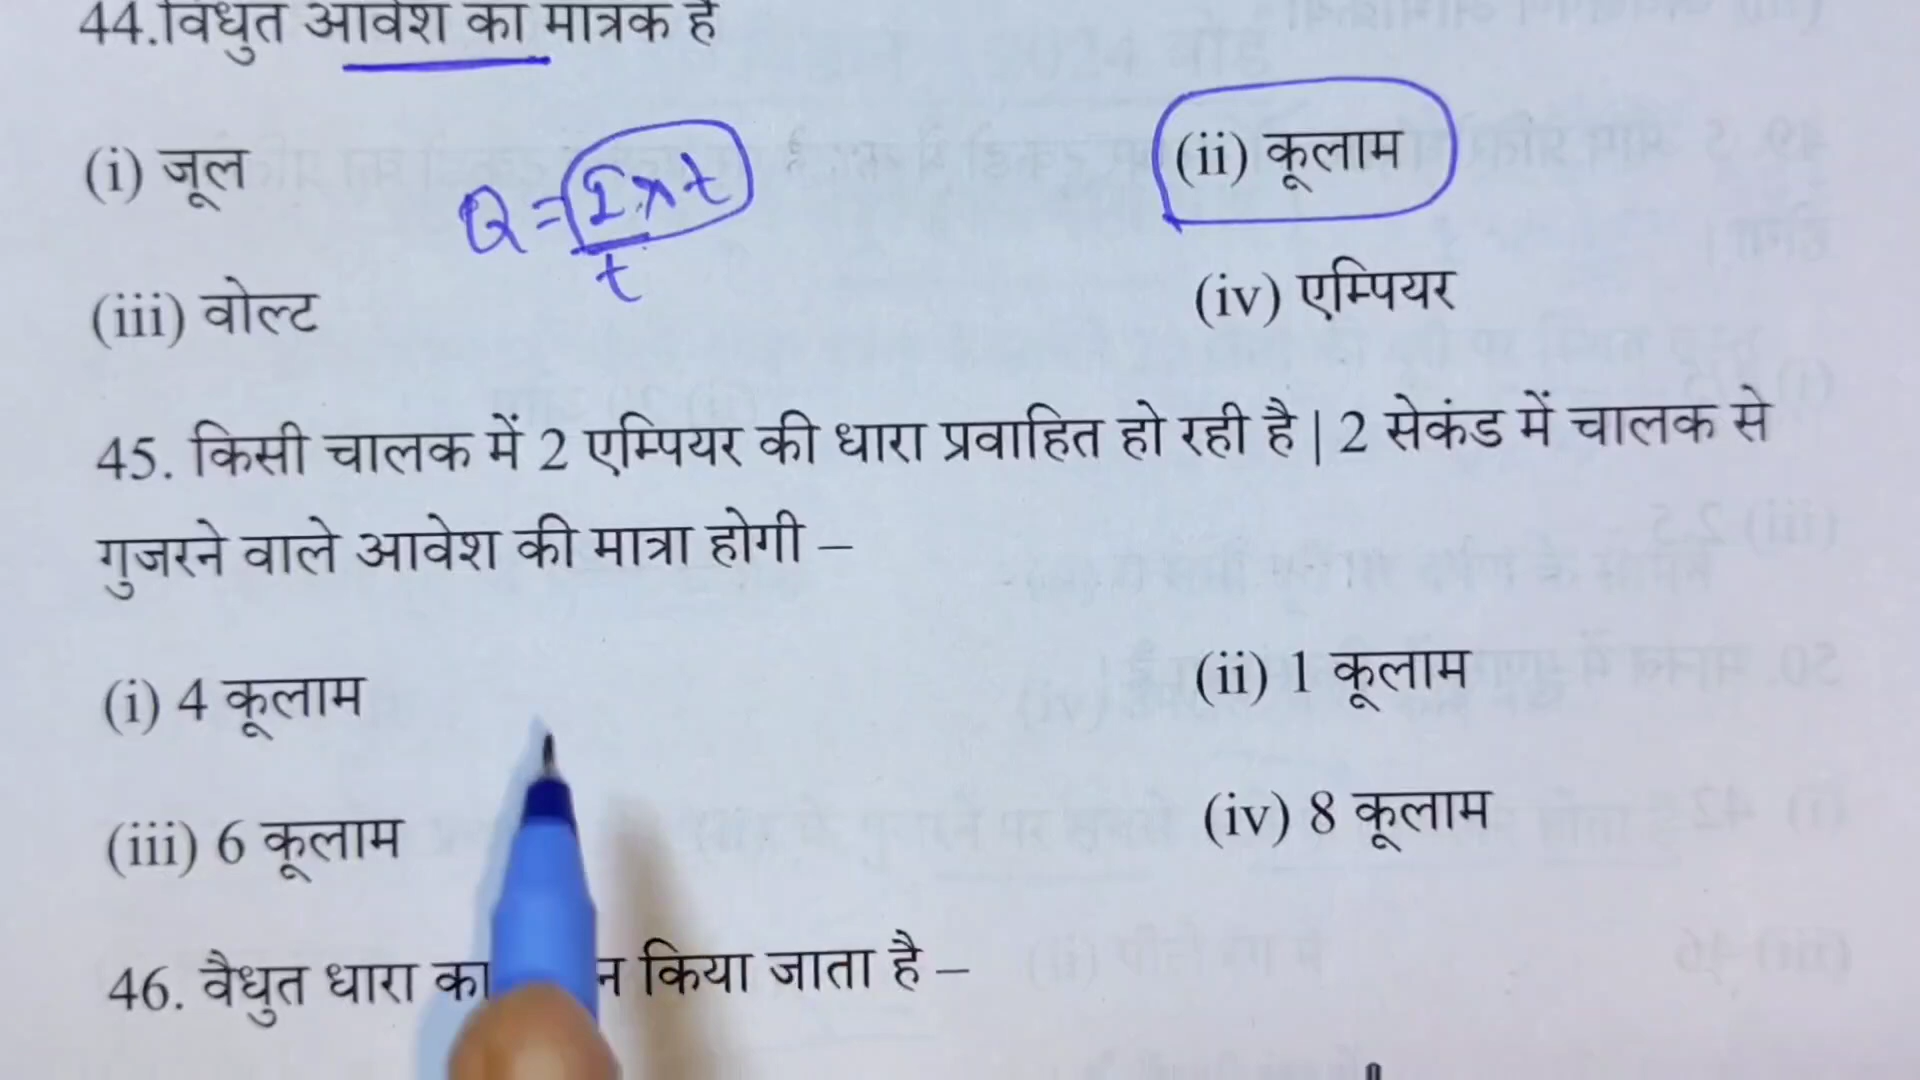 44.विधुत आवेश का मात्रक है
(i) जूल
(ii) कूलाम
Q = I x t
t
(iii) वोल्ट
(iv) एम्पियर
45. किसी चालक में 2 एम्पियर की धारा प्रवाहित हो रही है | 2 सेकंड में चालक से
गुजरने वाले आवेश की मात्रा होगी –
(i) 4 कूलाम
(ii) 1 कूलाम
(iii) 6 कूलाम
(iv) 8 कूलाम
46. वैधुत धारा का न किया जाता है –